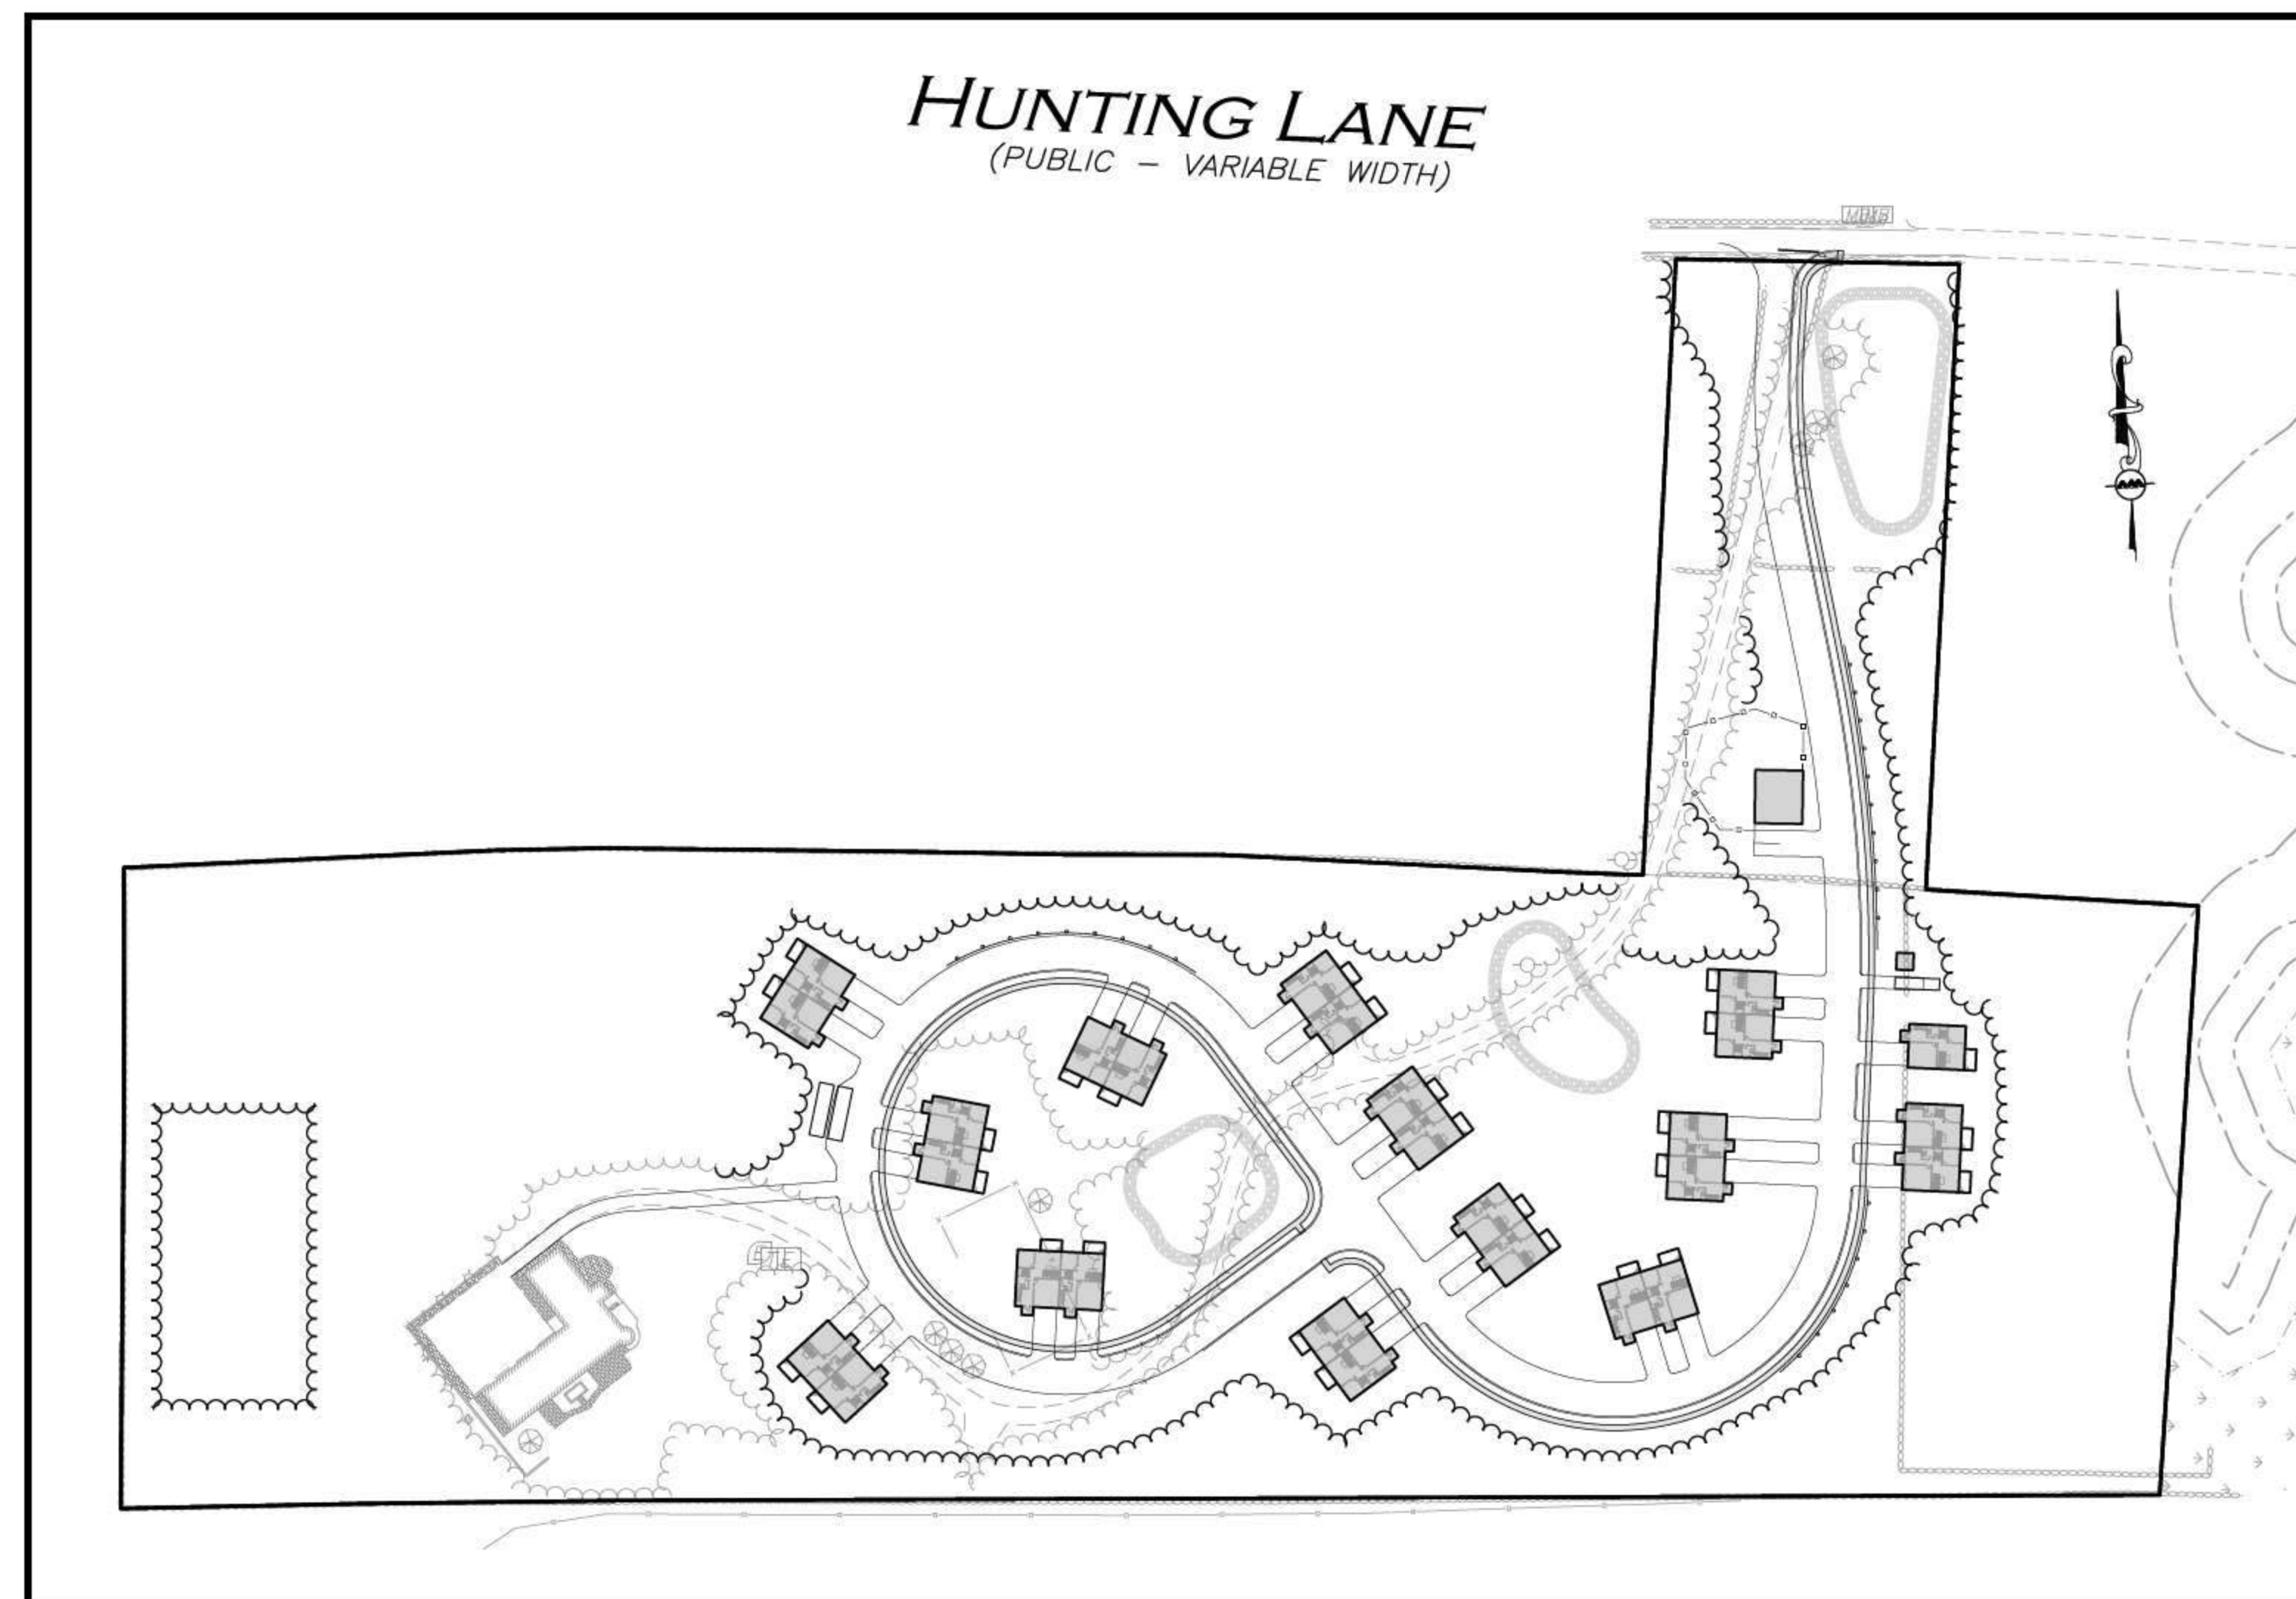 HUNTING LANE
(PUBLIC – VARIABLE WIDTH)